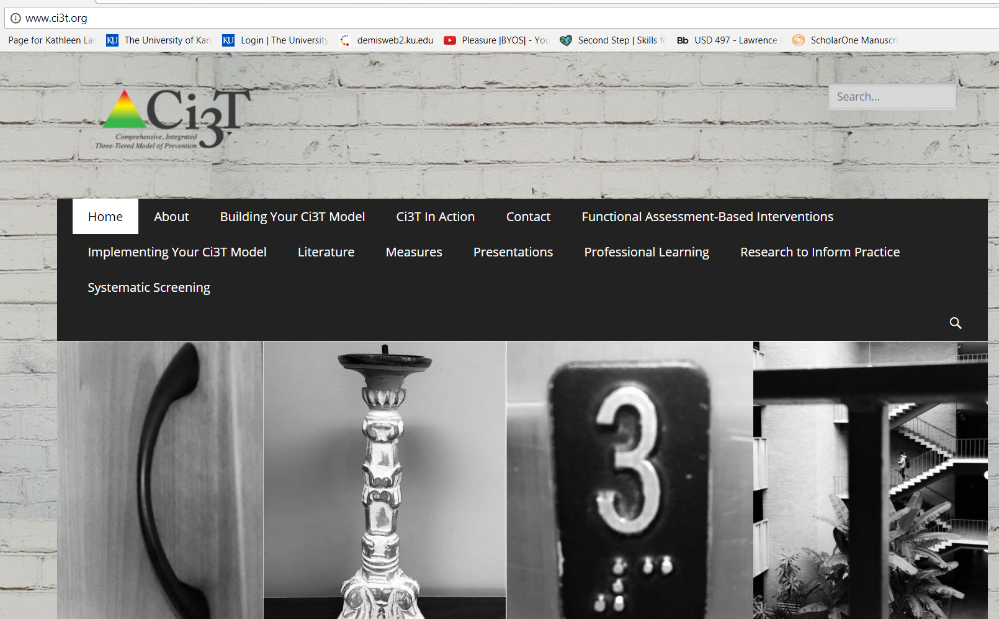 www.ci3t.org
Page for Kathleen Lan The University of Kan Login | The University demisweb2.ku.edu Pleasure |BYOS| - You Second Step | Skills fo Bb USD 497 - Lawrence P ScholarOne Manuscri
Ci3T
Comprehensive, Integrated
Three-Tiered Model of Prevention
Search...
Home About Building Your Ci3T Model Ci3T In Action Contact Functional Assessment-Based Interventions
Implementing Your Ci3T Model Literature Measures Presentations Professional Learning Research to Inform Practice
Systematic Screening
3